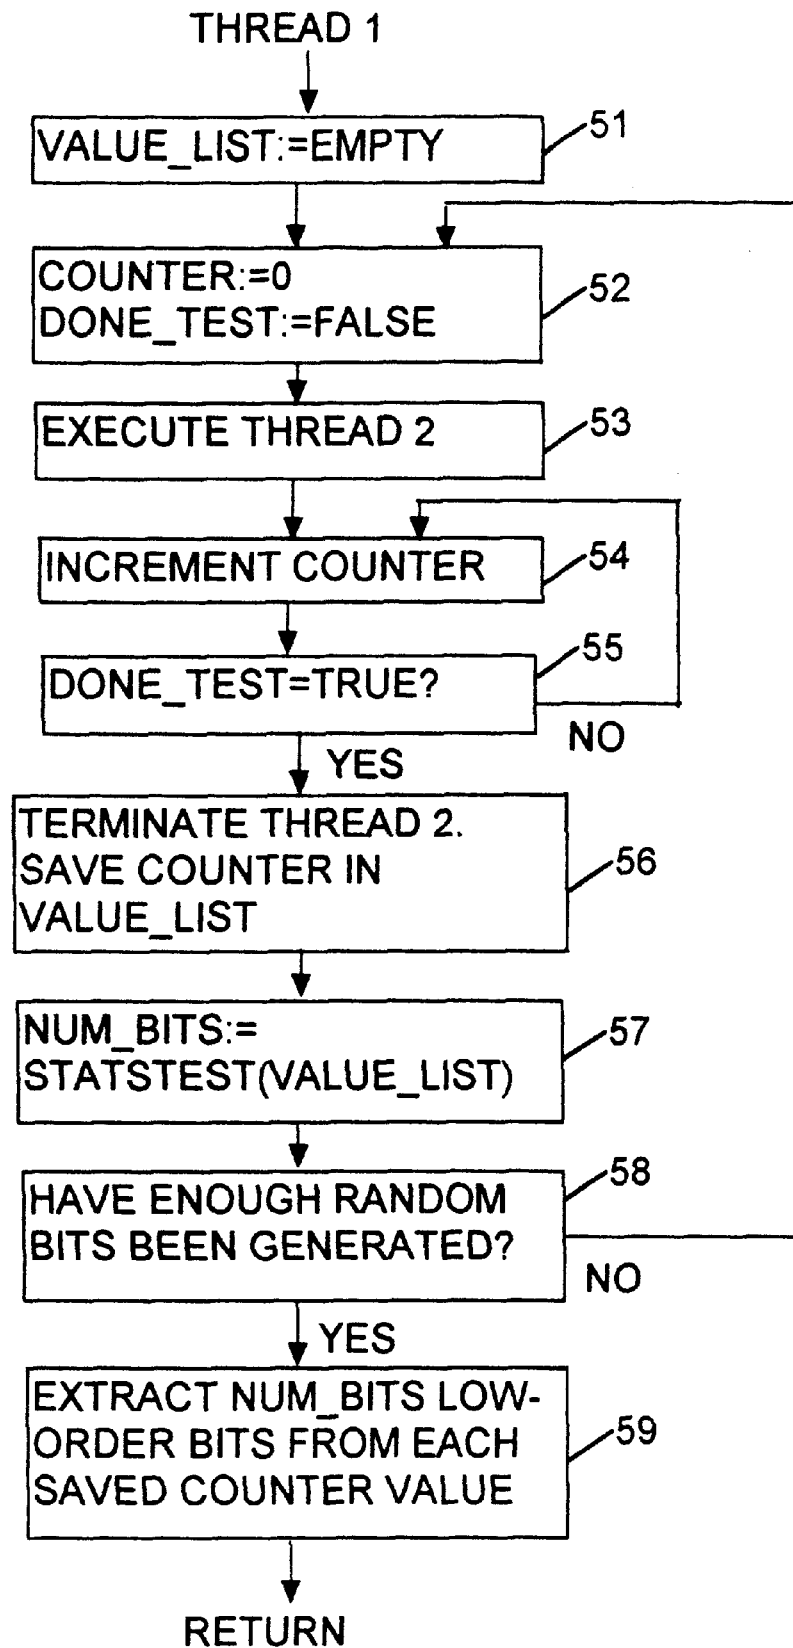 THREAD 1
VALUE_LIST:=EMPTY
51
COUNTER:=0
DONE_TEST:=FALSE
52
EXECUTE THREAD 2
53
INCREMENT COUNTER
54
DONE_TEST=TRUE?
55
NO
YES
TERMINATE THREAD 2.
SAVE COUNTER IN
VALUE_LIST
56
NUM_BITS:=
STATSTEST(VALUE_LIST)
57
HAVE ENOUGH RANDOM
BITS BEEN GENERATED?
58
NO
YES
EXTRACT NUM_BITS LOW-
ORDER BITS FROM EACH
SAVED COUNTER VALUE
59
RETURN